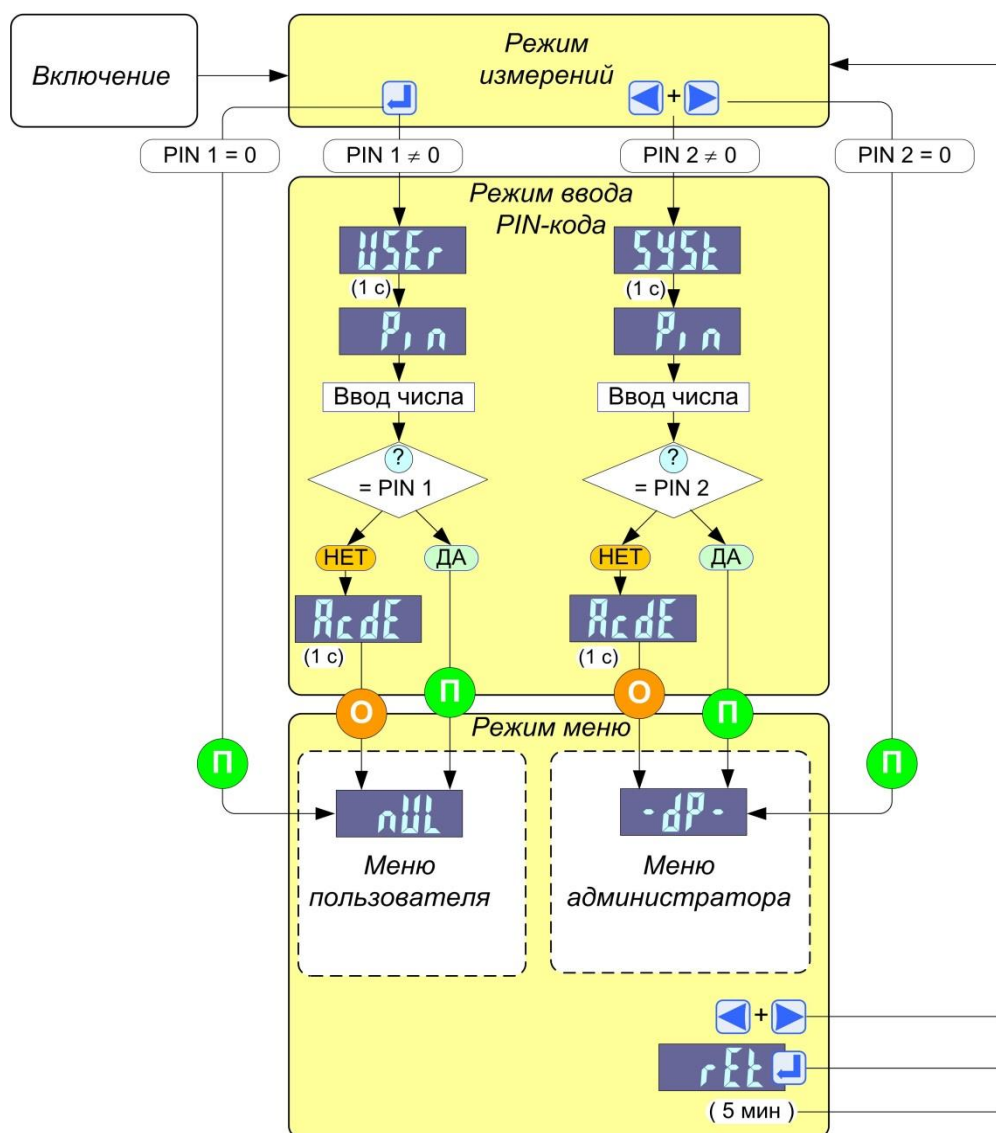 Включение
Режим
измерений
+
PIN 1 = 0
PIN 1 ≠ 0
PIN 2 ≠ 0
PIN 2 = 0
Режим ввода
PIN-кода
USEr
SYSt
(1 с)
(1 с)
Pin
Pin
Ввод числа
Ввод числа
?
= PIN 1
?
= PIN 2
НЕТ
ДА
НЕТ
ДА
AcdE
AcdE
(1 с)
(1 с)
О
П
О
П
Режим меню
П
П
nUL
-dP-
Меню
пользователя
Меню
администратора
+
rEt
( 5 мин )